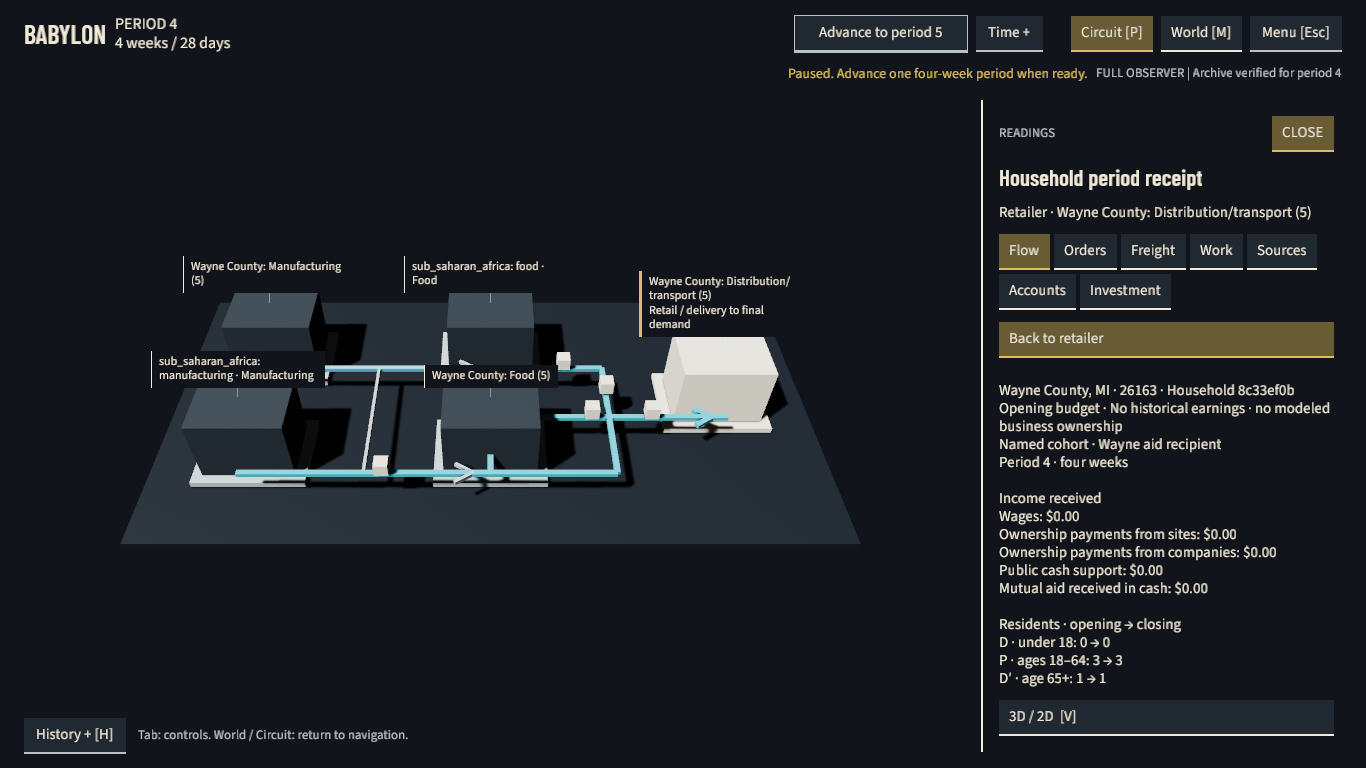 BABYLON
PERIOD 4
4 weeks / 28 days
Advance to period 5
Time +
Circuit [P]
World [M]
Menu [Esc]
Paused. Advance one four-week period when ready.
FULL OBSERVER | Archive verified for period 4
Wayne County: Manufacturing
(5)
sub_saharan_africa: food ·
Food
Wayne County: Distribution/
transport (5)
Retail / delivery to final
demand
sub_saharan_africa:
manufacturing · Manufacturing
Wayne County: Food (5)
READINGS
CLOSE
Household period receipt
Retailer · Wayne County: Distribution/transport (5)
Flow
Orders
Freight
Work
Sources
Accounts
Investment
Back to retailer
Wayne County, MI · 26163 · Household 8c33ef0b
Opening budget · No historical earnings · no modeled
business ownership
Named cohort · Wayne aid recipient
Period 4 · four weeks
Income received
Wages: $0.00
Ownership payments from sites: $0.00
Ownership payments from companies: $0.00
Public cash support: $0.00
Mutual aid received in cash: $0.00
Residents · opening → closing
D · under 18: 0 → 0
P · ages 18–64: 3 → 3
D′ · age 65+: 1 → 1
3D / 2D [V]
History + [H]
Tab: controls. World / Circuit: return to navigation.